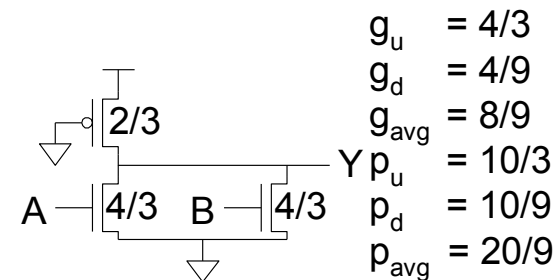 2/3
A 4/3 B 4/3 Y
g_u = 4/3
g_d = 4/9
g_avg = 8/9
p_u = 10/3
p_d = 10/9
p_avg = 20/9